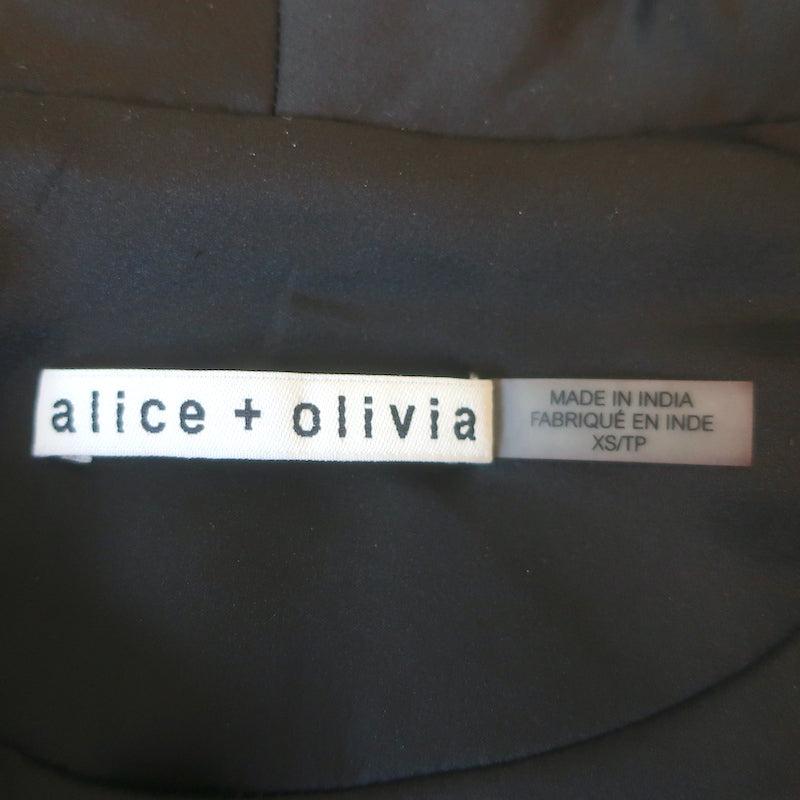 alice + olivia
MADE IN INDIA
FABRIQUÉ EN INDE
XS/TP